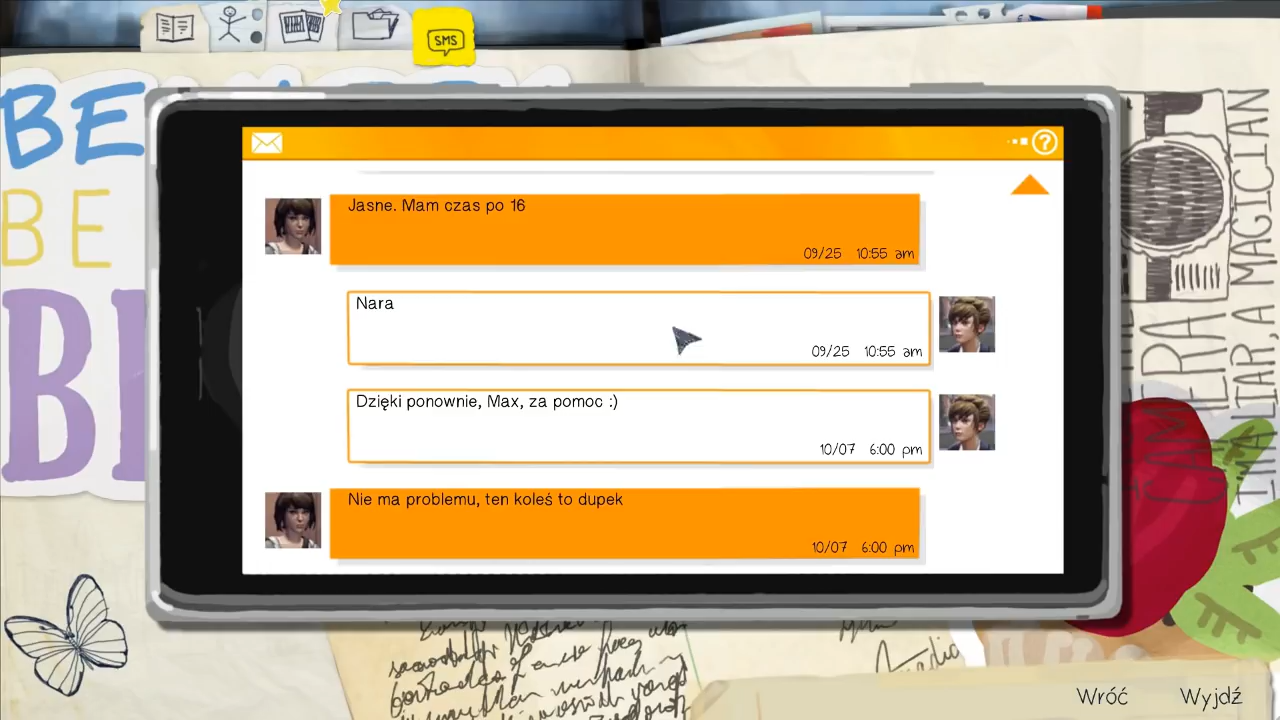 SMS
BE
BE
?
Jasne. Mam czas po 16
09/25 10:55 am
Nara
09/25 10:55 am
Dzięki ponownie, Max, za pomoc :)
10/07 6:00 pm
Nie ma problemu, ten koleś to dupek
10/07 6:00 pm
CAMERA
TAR, A MAGICIAN
Wróć Wyjdź